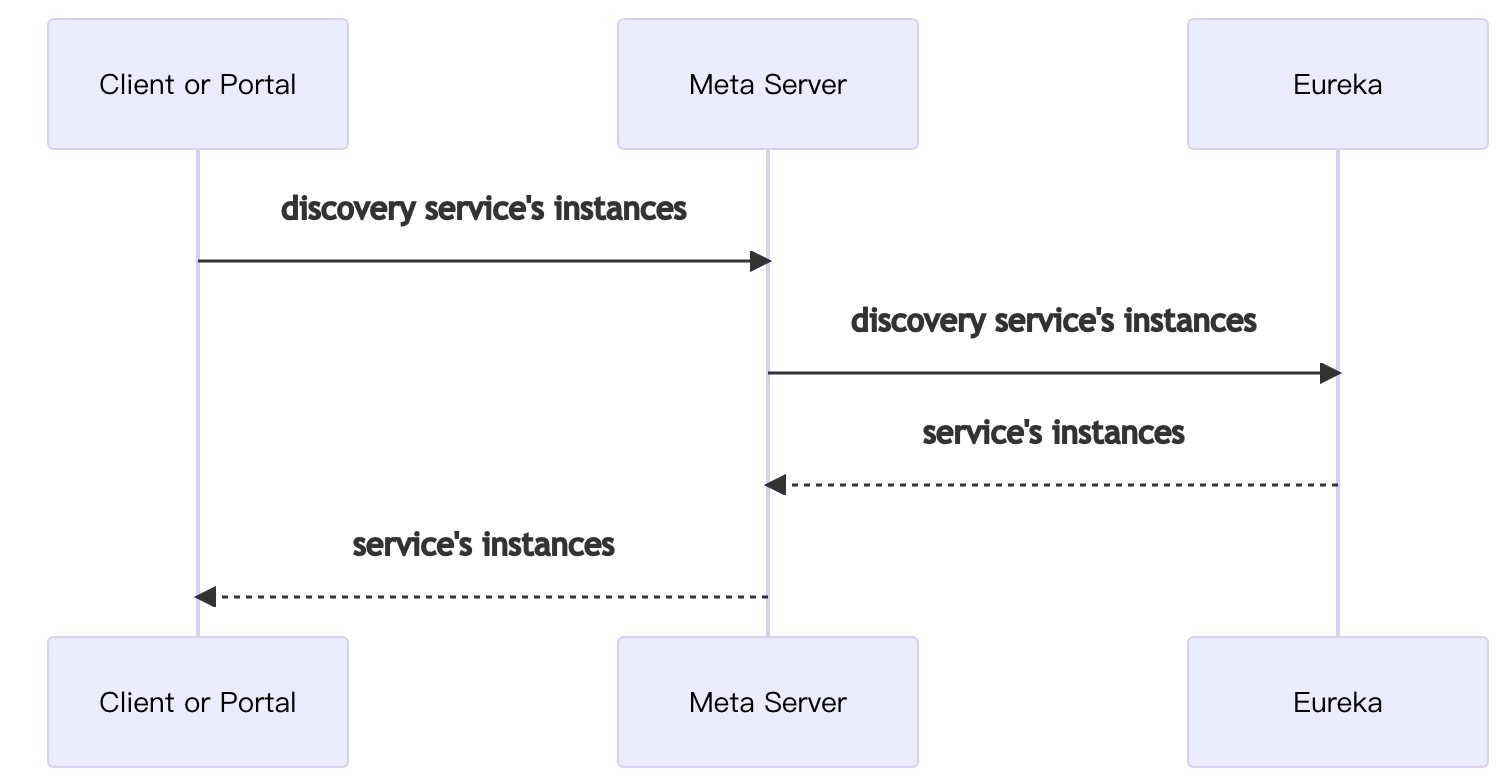 Client or Portal
Meta Server
Eureka
discovery service's instances
discovery service's instances
service's instances
service's instances
Client or Portal
Meta Server
Eureka